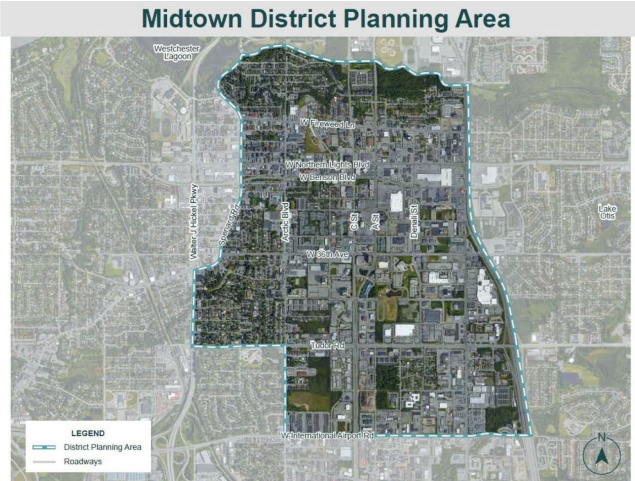 Midtown District Planning Area
Westchester
Lagoon
W Fireweed Ln
W Northern Lights Blvd
W Benson Blvd
Walter J Hickel Pkwy
Spenard Rd
Arctic Blvd
C St
A St
Denali St
Lake
Otis
W 36th Ave
Tudor Rd
W International Airport Rd
LEGEND
District Planning Area
Roadways
N